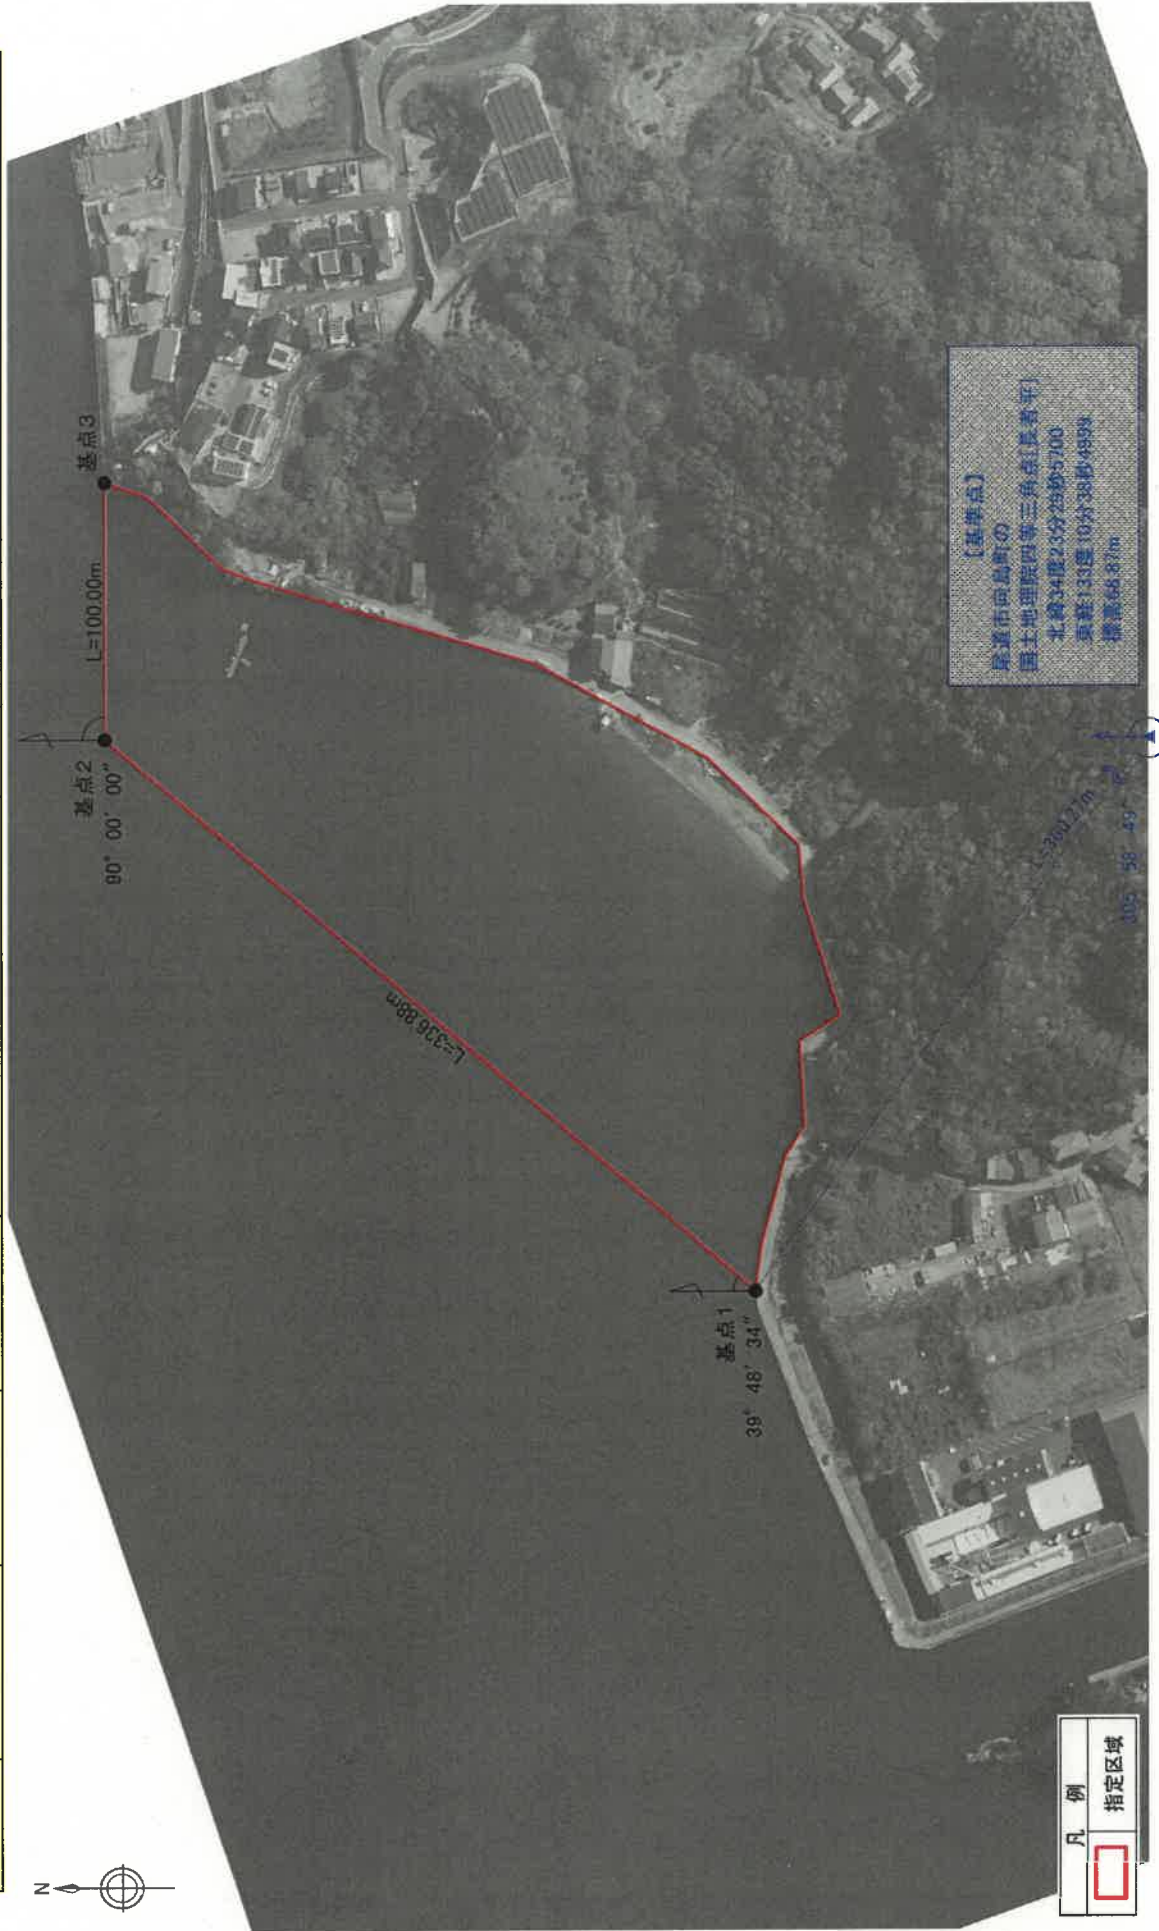 N
基点3
L=100.00m
基点2
90° 00′ 00″
L=336.88m
基点1
39° 48′ 34″
【基準点】
尾道市向島町の
国土地理院四等三角点[長者平]
北緯34度23分29秒5700
東経133度10分38秒4999
標高68.87m
凡 例
指定区域